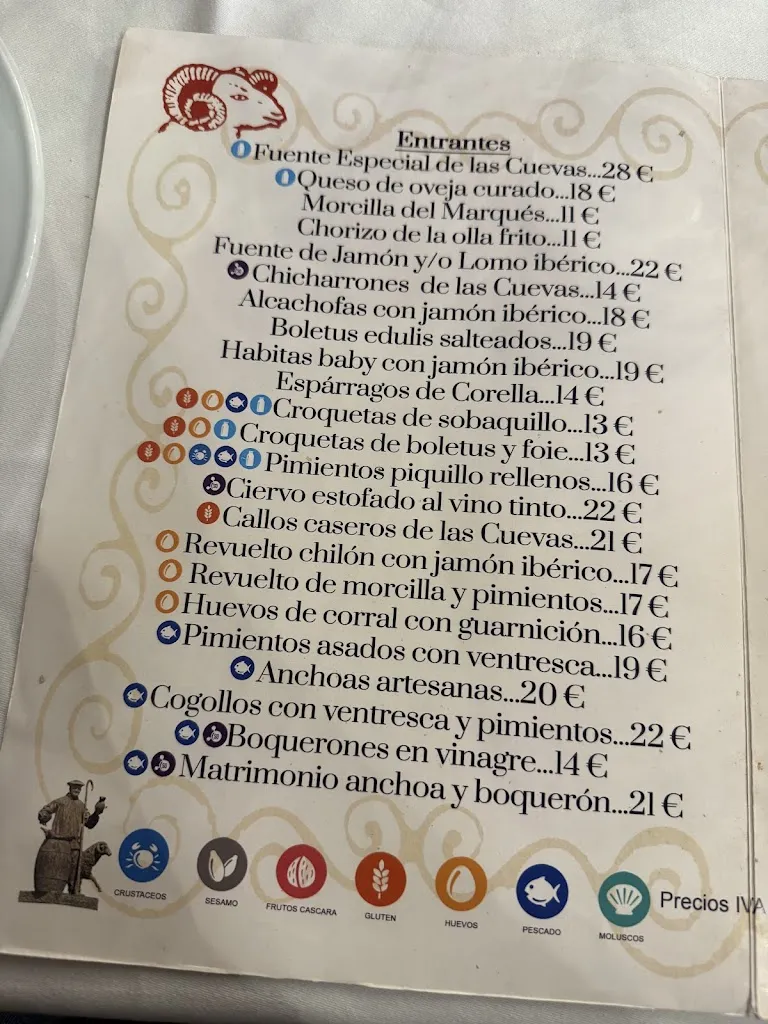 Entrantes
Fuente Especial de las Cuevas...28 €
Queso de oveja curado...18 €
Morcilla del Marqués...11 €
Chorizo de la olla frito...11 €
Fuente de Jamón y/o Lomo ibérico...22 €
Chicharrones de las Cuevas...14 €
Alcachofas con jamón ibérico...18 €
Boletus edulis salteados...19 €
Habitas baby con jamón ibérico...19 €
Espárragos de Corella...14 €
Croquetas de sobaquillo...13 €
Croquetas de boletus y foie...13 €
Pimientos piquillo rellenos...16 €
Ciervo estofado al vino tinto...22 €
Callos caseros de las Cuevas...21 €
Revuelto chilón con jamón ibérico...17 €
Revuelto de morcilla y pimientos...17 €
Huevos de corral con guarnición...16 €
Pimientos asados con ventresca...19 €
Anchoas artesanas...20 €
Cogollos con ventresca y pimientos...22 €
Boquerones en vinagre...14 €
Matrimonio anchoa y boquerón...21 €
CRUSTACEOS SESAMO FRUTOS CASCARA GLUTEN HUEVOS PESCADO MOLUSCOS Precios IVA